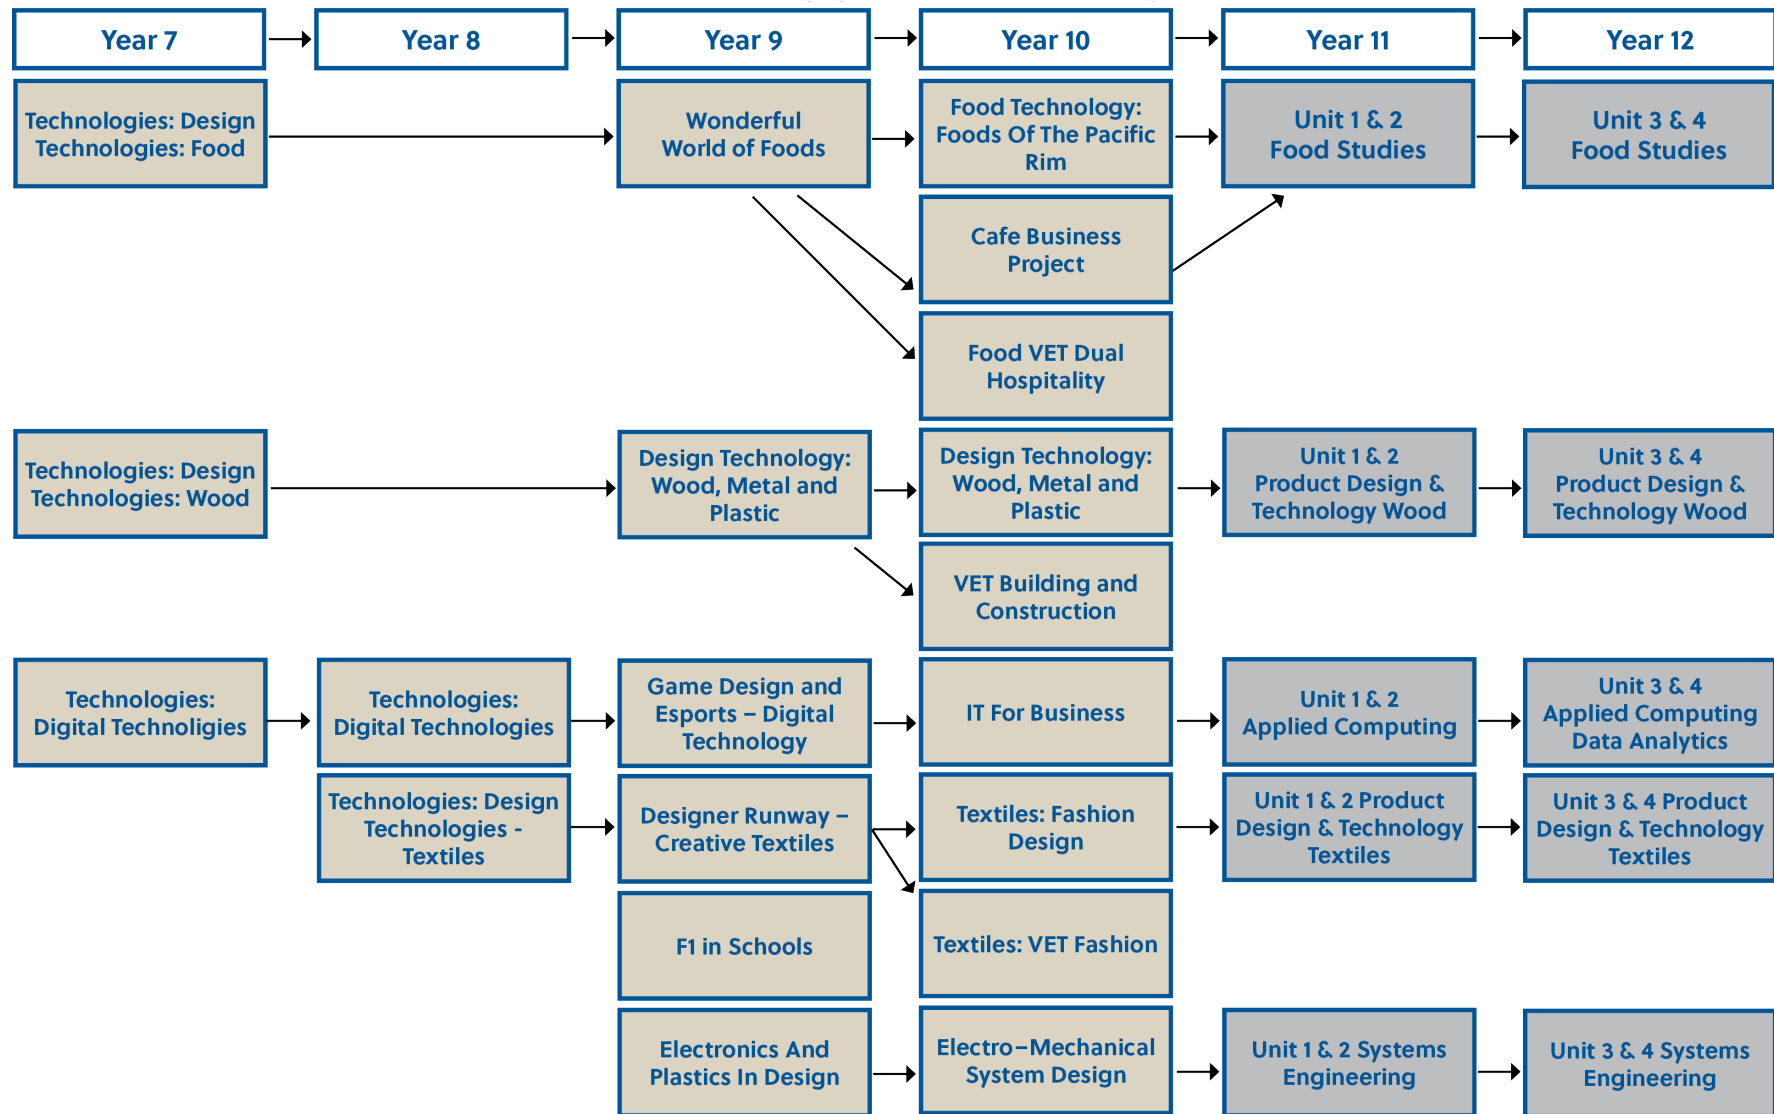 Year 7
Year 8
Year 9
Year 10
Year 11
Year 12
Technologies: Design
Technologies: Food
Wonderful
World of Foods
Food Technology:
Foods Of The Pacific
Rim
Unit 1 & 2
Food Studies
Unit 3 & 4
Food Studies
Cafe Business
Project
Food VET Dual
Hospitality
Technologies: Design
Technologies: Wood
Design Technology:
Wood, Metal and
Plastic
Design Technology:
Wood, Metal and
Plastic
Unit 1 & 2
Product Design &
Technology Wood
Unit 3 & 4
Product Design &
Technology Wood
VET Building and
Construction
Technologies:
Digital Technoligies
Technologies:
Digital Technologies
Game Design and
Esports – Digital
Technology
IT For Business
Unit 1 & 2
Applied Computing
Unit 3 & 4
Applied Computing
Data Analytics
Technologies: Design
Technologies -
Textiles
Designer Runway –
Creative Textiles
Textiles: Fashion
Design
Unit 1 & 2 Product
Design & Technology
Textiles
Unit 3 & 4 Product
Design & Technology
Textiles
F1 in Schools
Textiles: VET Fashion
Electronics And
Plastics In Design
Electro–Mechanical
System Design
Unit 1 & 2 Systems
Engineering
Unit 3 & 4 Systems
Engineering